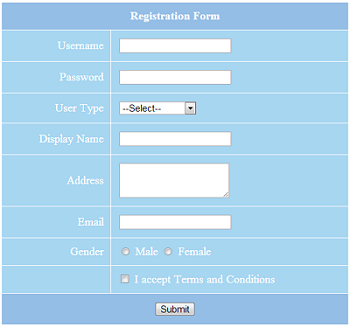 Registration Form
Username
Password
User Type --Select--
Display Name
Address
Email
Gender Male Female
I accept Terms and Conditions
Submit